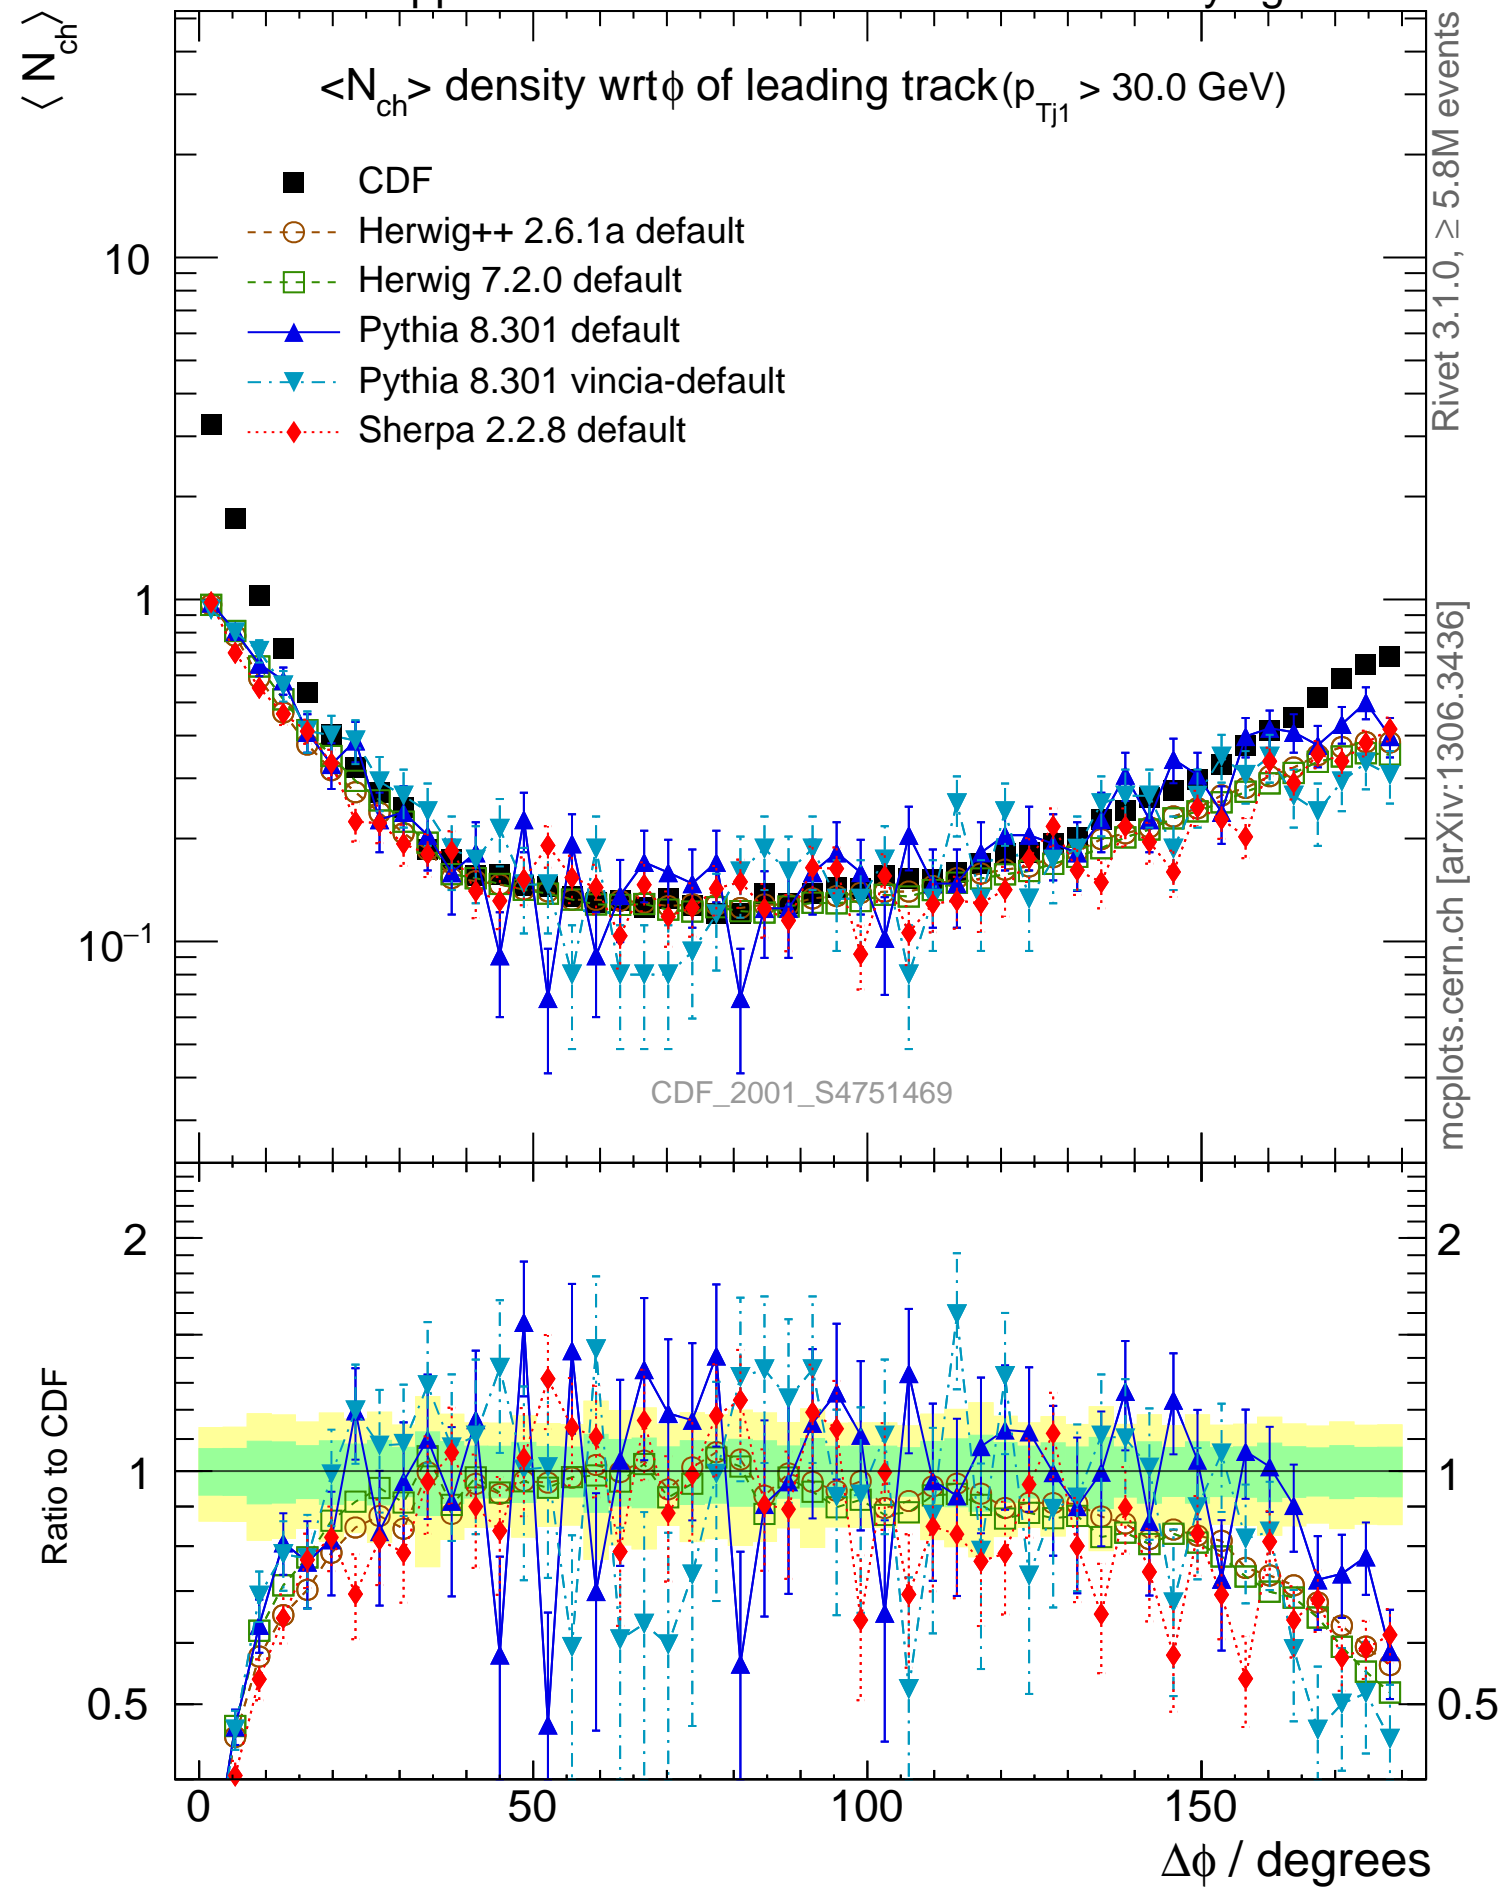 <N_ch> density wrt φ of leading track (p_Tj1 > 30.0 GeV)
⟨ N_ch ⟩
CDF
Herwig++ 2.6.1a default
Herwig 7.2.0 default
Pythia 8.301 default
Pythia 8.301 vincia-default
Sherpa 2.2.8 default
10
1
10^−1
CDF_2001_S4751469
Rivet 3.1.0, ≥ 5.8M events
mcplots.cern.ch [arXiv:1306.3436]
Ratio to CDF
2
1
0.5
2
1
0.5
0 50 100 150
Δφ / degrees